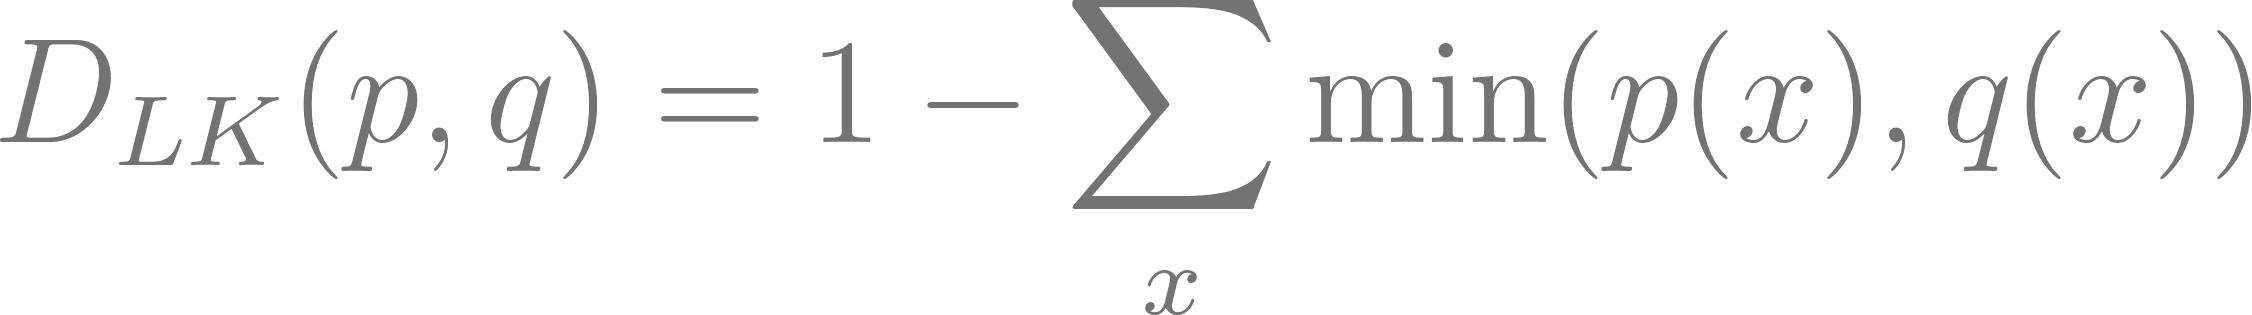 D_{LK}(p, q) = 1 - \sum_{x} \min(p(x), q(x))